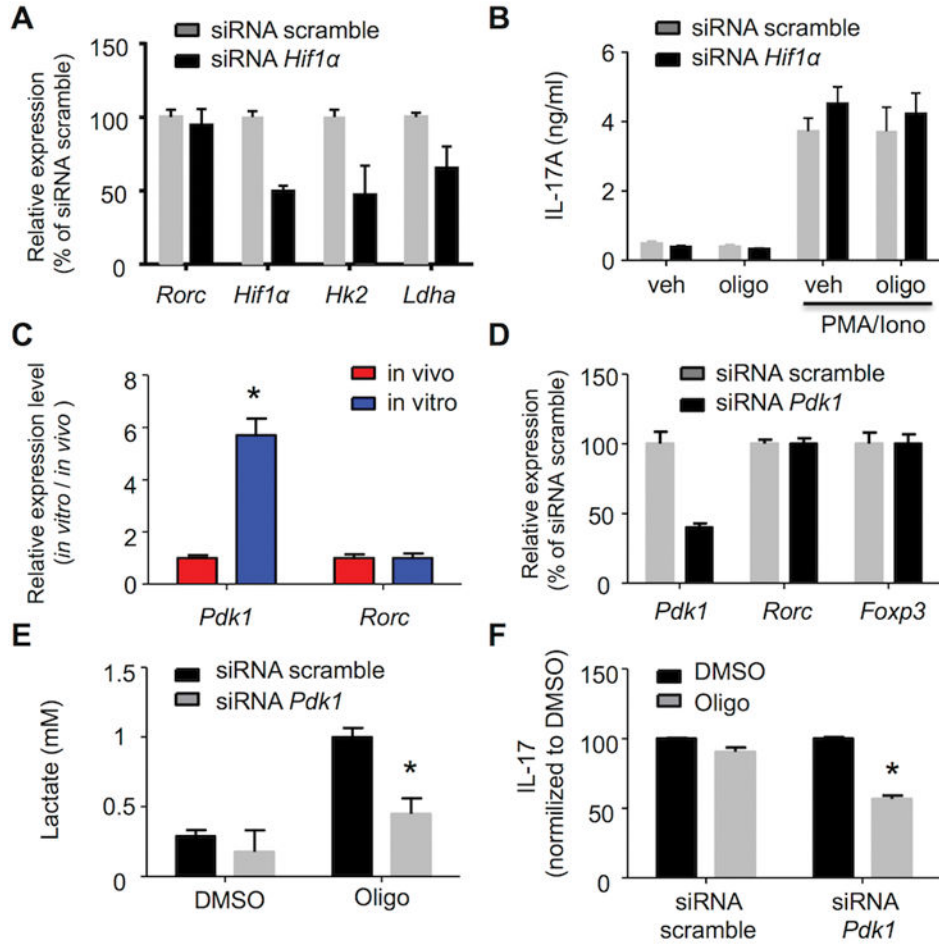 A
siRNA scramble
siRNA Hif1α
Relative expression
(% of siRNA scramble)
150
100
50
0
Rorc Hif1α Hk2 Ldha
B
siRNA scramble
siRNA Hif1α
IL-17A (ng/ml)
6
4
2
0
veh oligo veh oligo
PMA/Iono
C
in vivo
in vitro
Relative expression level
(in vitro / in vivo )
8
6
4
2
0
*
Pdk1 Rorc
D
siRNA scramble
siRNA Pdk1
Relative expression
(% of siRNA scramble)
150
100
50
0
Pdk1 Rorc Foxp3
E
siRNA scramble
siRNA Pdk1
Lactate (mM)
1.5
1
0.5
0
*
DMSO Oligo
F
DMSO
Oligo
IL-17
(normilized to DMSO)
150
100
50
0
*
siRNA siRNA
scramble Pdk1